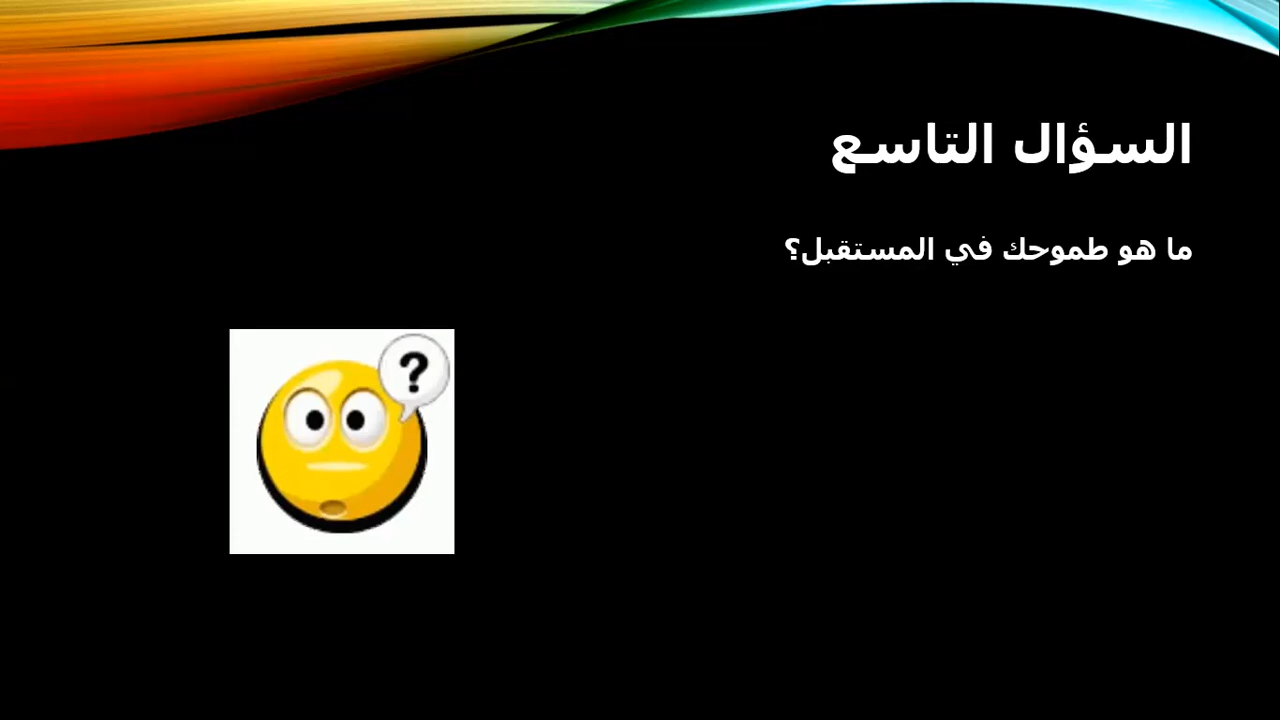 السؤال التاسع
ما هو طموحك في المستقبل؟
?